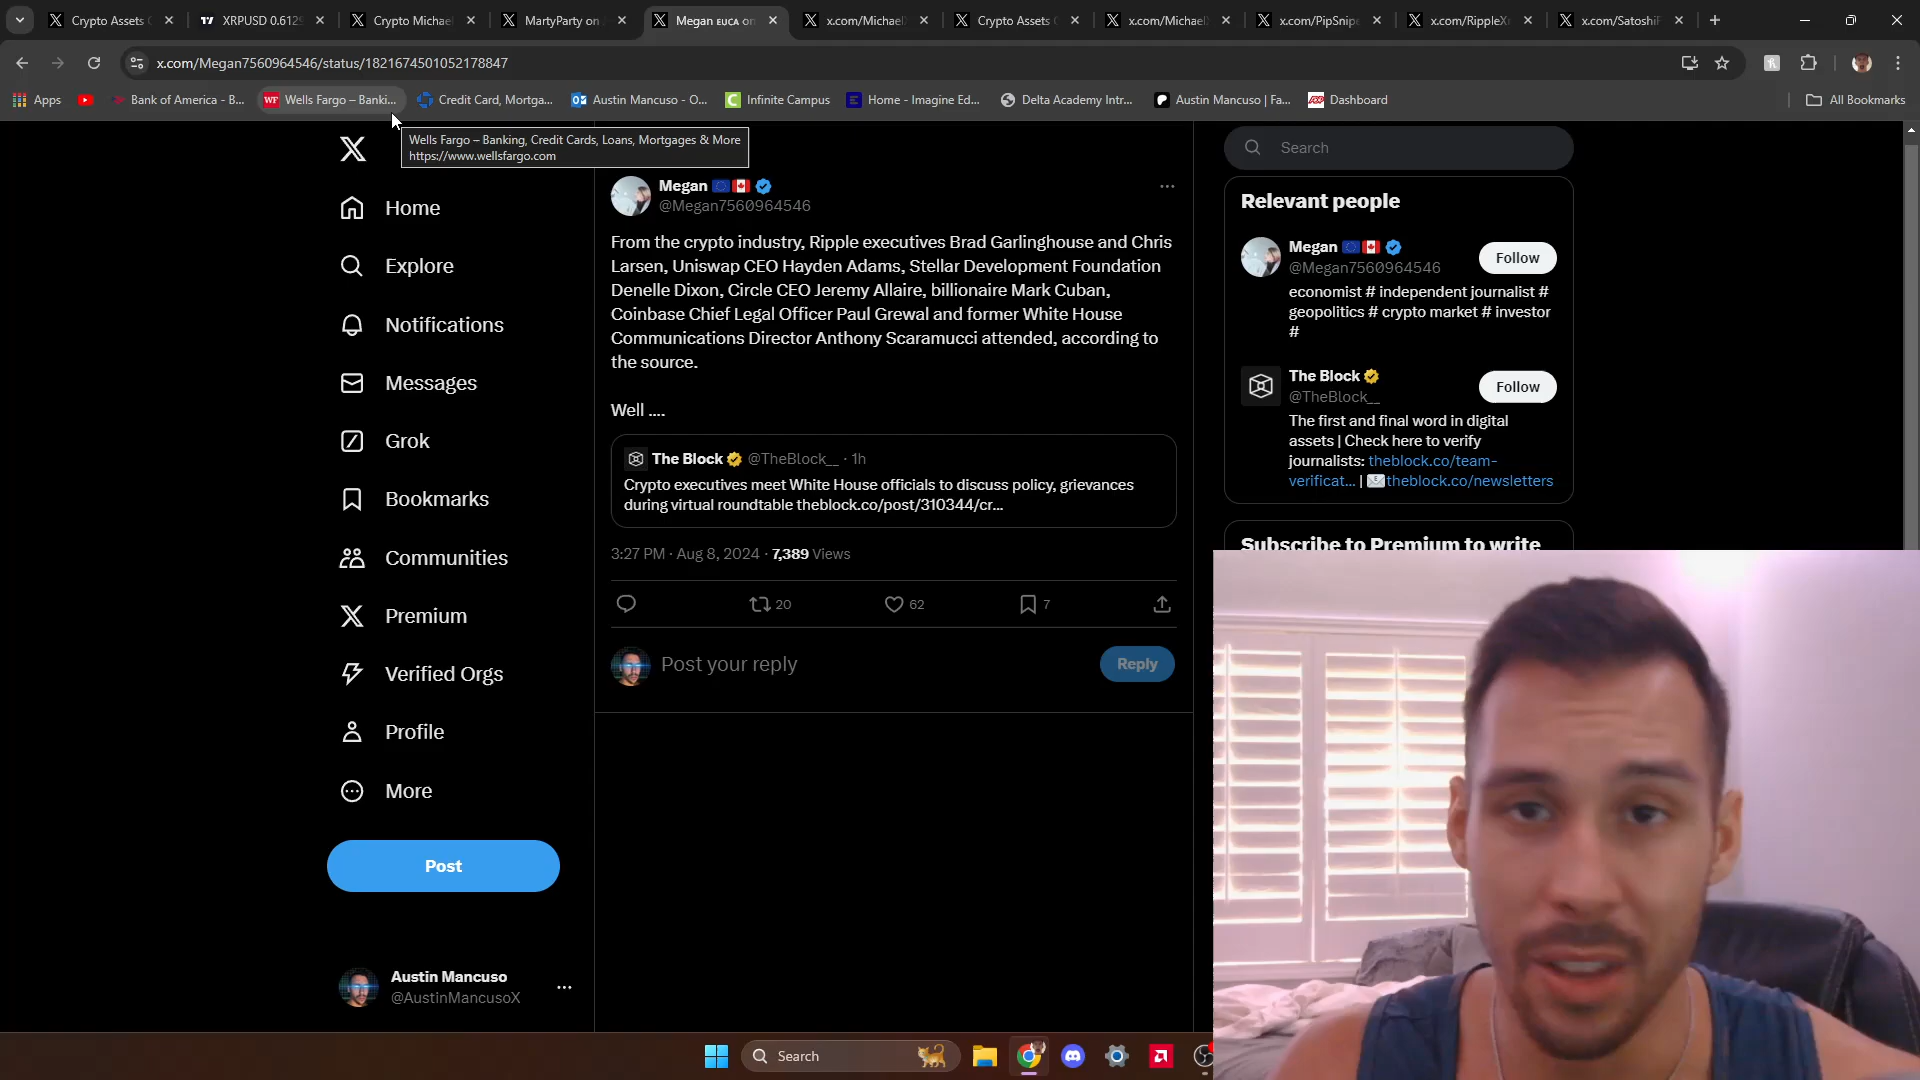 Crypto Assets
XRPUSD 0.612
Crypto Michael
MartyParty on
Megan EUCA on
x.com/Michael
Crypto Assets
x.com/Michael
x.com/PipSnipe
x.com/RippleX
x.com/SatoshiF
x.com/Megan7560964546/status/1821674501052178847
Apps
Bank of America - B...
WF Wells Fargo – Banki...
Credit Card, Mortga...
Austin Mancuso - O...
Infinite Campus
Home - Imagine Ed...
Delta Academy Intr...
Austin Mancuso | Fa...
Dashboard
All Bookmarks
Wells Fargo – Banking, Credit Cards, Loans, Mortgages & More
https://www.wellsfargo.com
Home
Explore
Notifications
Messages
Grok
Bookmarks
Communities
Premium
Verified Orgs
Profile
More
Post
Austin Mancuso
@AustinMancusoX
Megan
@Megan7560964546
From the crypto industry, Ripple executives Brad Garlinghouse and Chris
Larsen, Uniswap CEO Hayden Adams, Stellar Development Foundation
Denelle Dixon, Circle CEO Jeremy Allaire, billionaire Mark Cuban,
Coinbase Chief Legal Officer Paul Grewal and former White House
Communications Director Anthony Scaramucci attended, according to
the source.
Well ....
The Block @TheBlock__ · 1h
Crypto executives meet White House officials to discuss policy, grievances
during virtual roundtable theblock.co/post/310344/cr...
3:27 PM · Aug 8, 2024 · 7,389 Views
20
62
7
Post your reply
Reply
Search
Relevant people
Megan
@Megan7560964546
Follow
economist # independent journalist #
geopolitics # crypto market # investor
#
The Block
@TheBlock__
Follow
The first and final word in digital
assets | Check here to verify
journalists: theblock.co/team-
verificat... | theblock.co/newsletters
Subscribe to Premium to write
Search